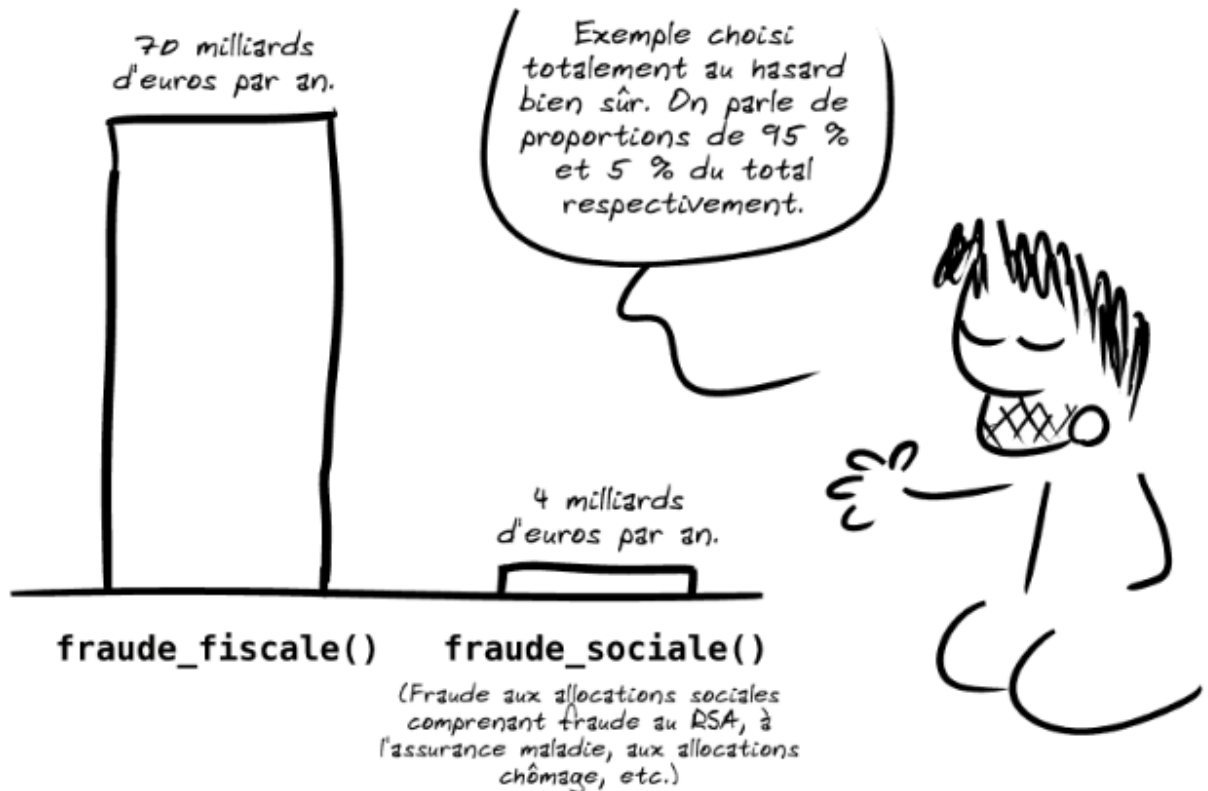 70 milliards
d'euros par an.
Exemple choisi
totalement au hasard
bien sûr. On parle de
proportions de 95 %
et 5 % du total
respectivement.
4 milliards
d'euros par an.
fraude_fiscale()
fraude_sociale()
(Fraude aux allocations sociales
comprenant fraude au RSA, à
l'assurance maladie, aux allocations
chômage, etc.)